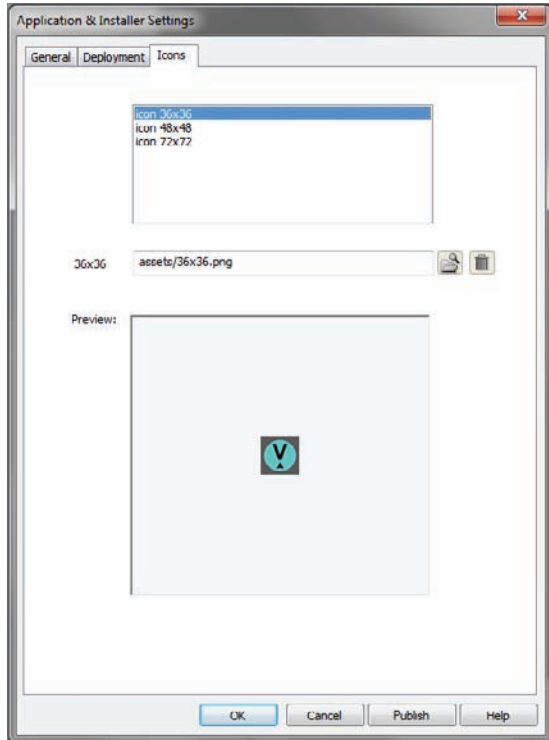 Application & Installer Settings
General Deployment Icons
icon 36x36
icon 48x48
icon 72x72
36x36 assets/36x36.png
Preview:
V
OK Cancel Publish Help